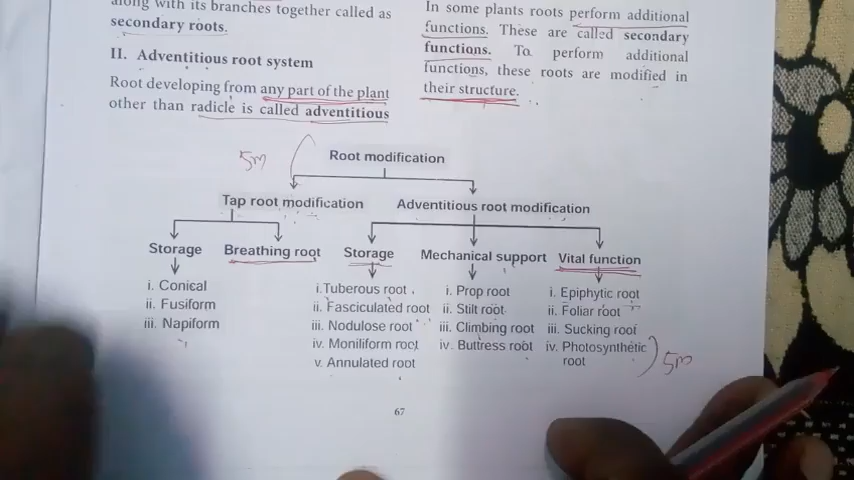 along with its branches together called as
secondary roots.
II. Adventitious root system
Root developing from any part of the plant
other than radicle is called adventitious
In some plants roots perform additional
functions. These are called secondary
functions. To perform additional
functions, these roots are modified in
their structure.
5m
Root modification
Tap root modification
Adventitious root modification
Storage
Breathing root
Storage
Mechanical support
Vital function
i. Conical
ii. Fusiform
iii. Napiform
i. Tuberous root
ii. Fasciculated root
iii. Nodulose root
iv. Moniliform root
v. Annulated root
i. Prop root
ii. Stilt root
iii. Climbing root
iv. Buttress root
i. Epiphytic root
ii. Foliar root
iii. Sucking root
iv. Photosynthetic
root
5m
67